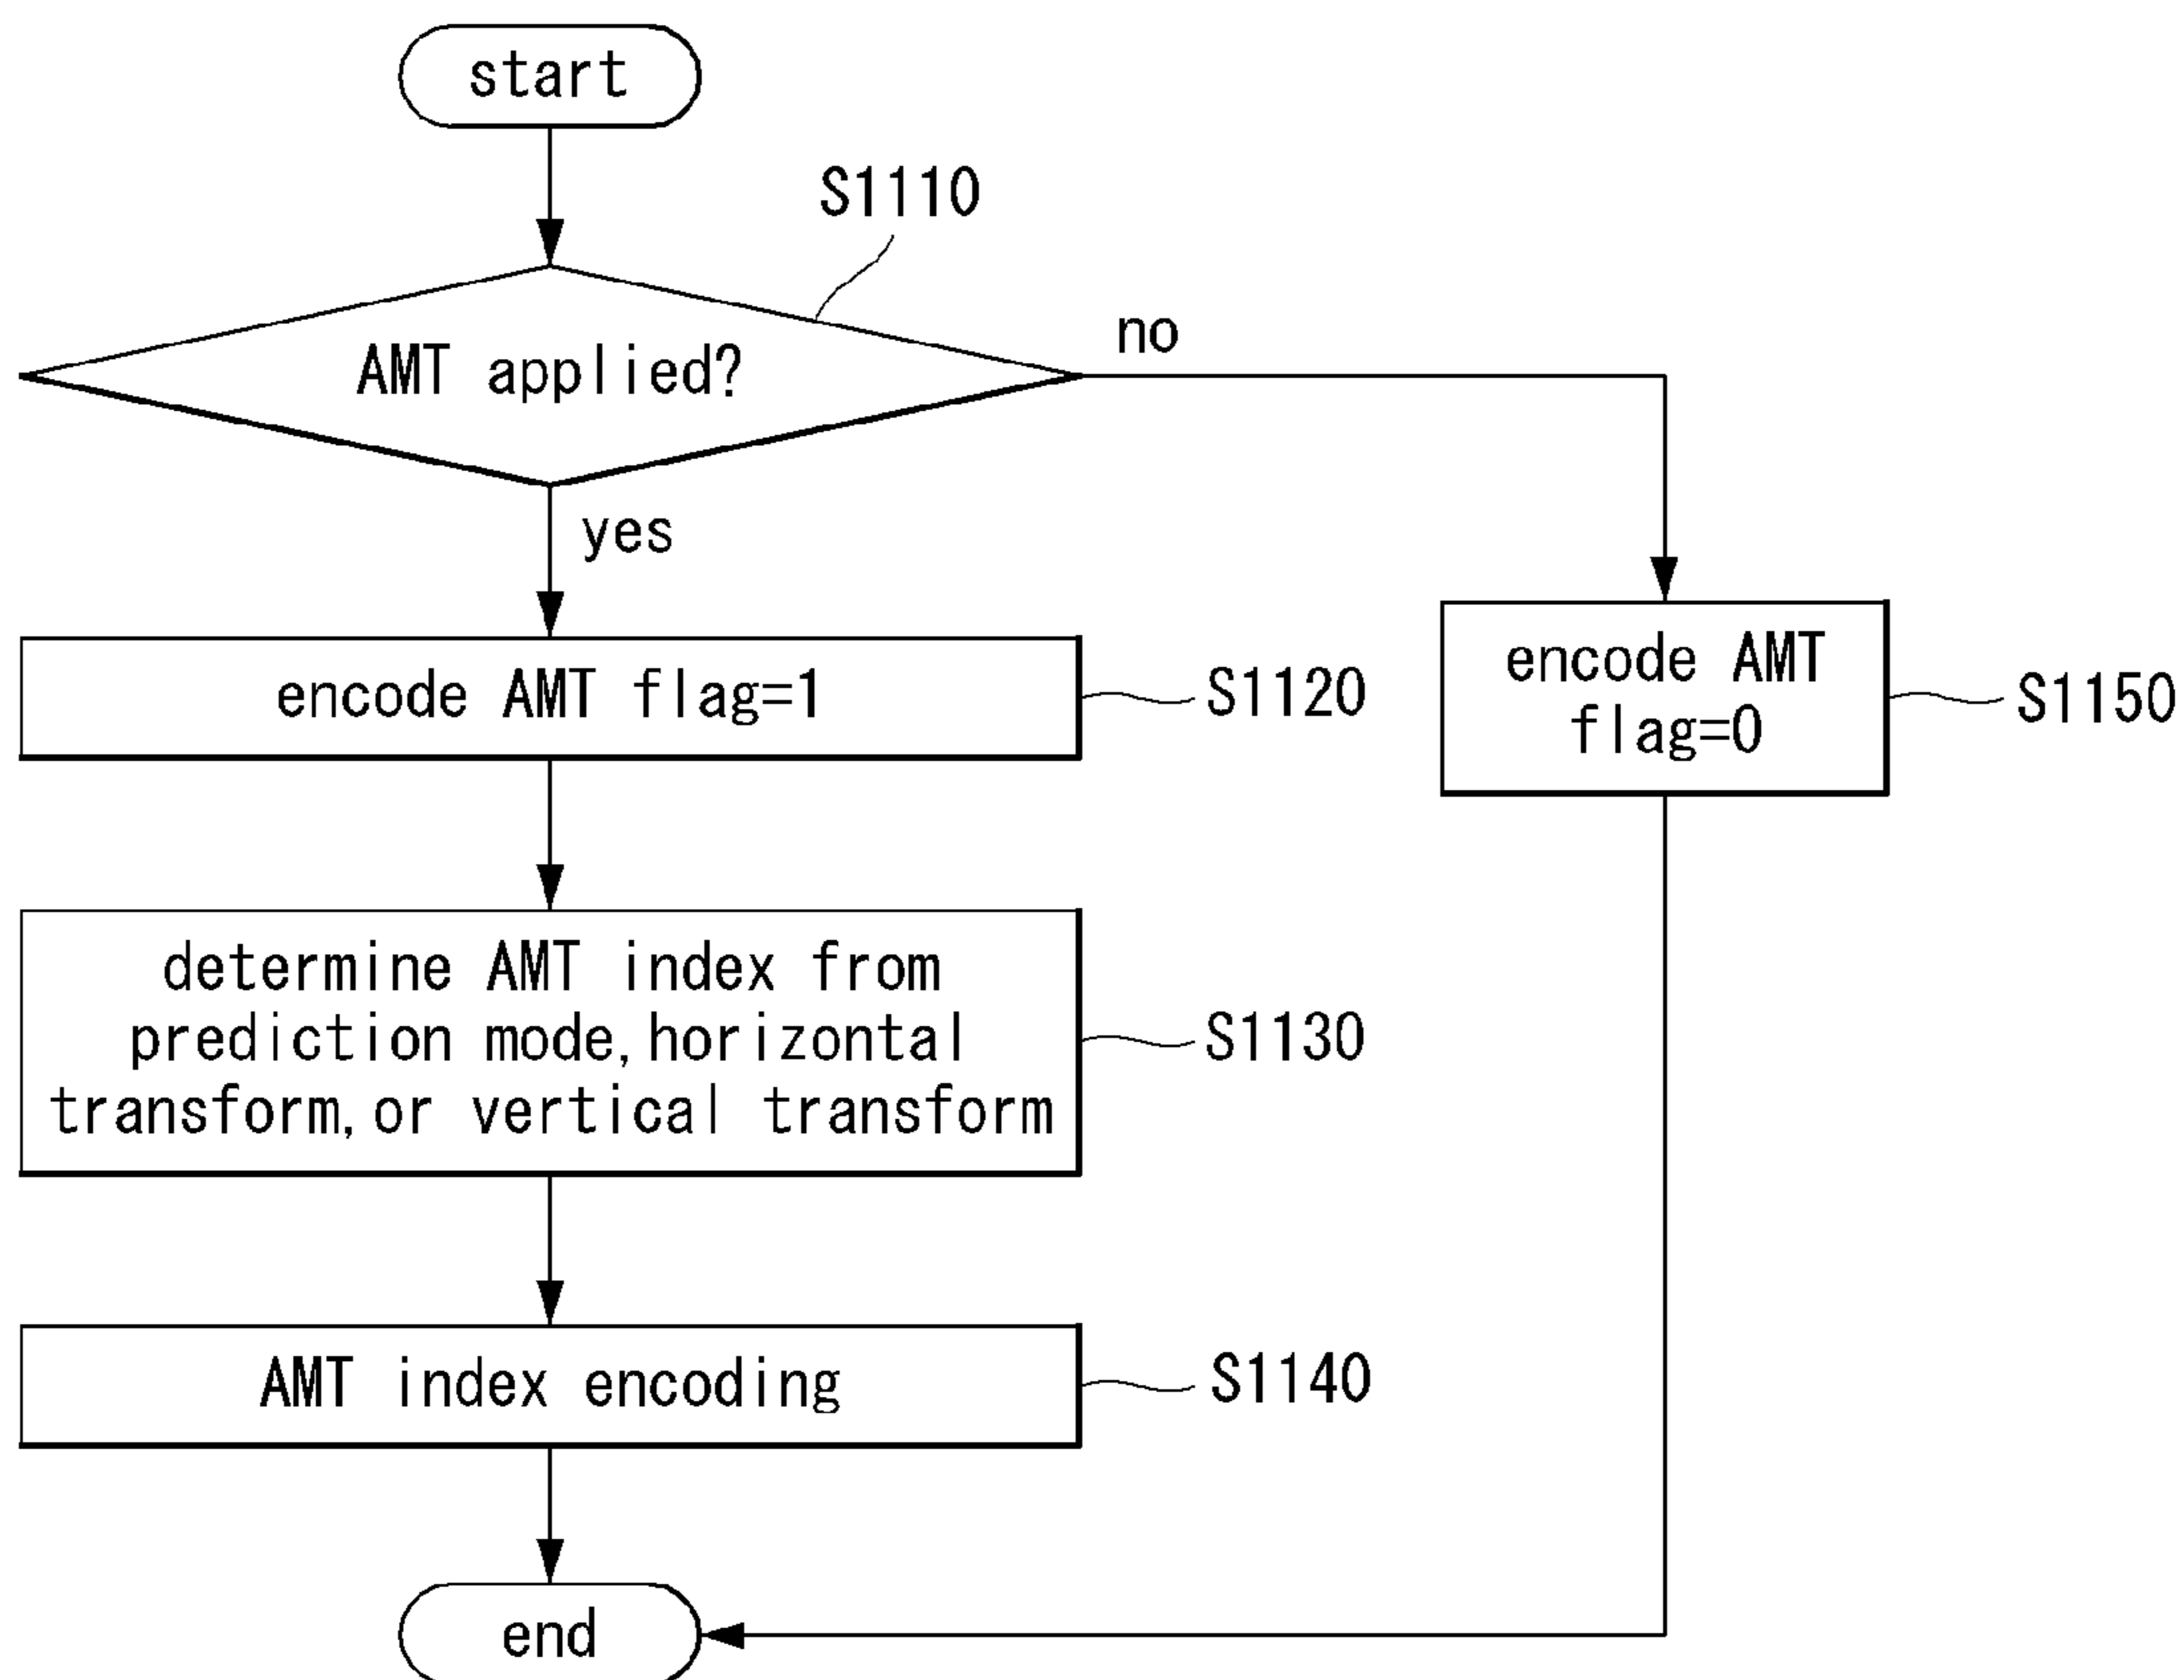 start
S1110
AMT applied?
no
yes
encode AMT flag=1
S1120
encode AMT
flag=0
S1150
determine AMT index from
prediction mode, horizontal
transform, or vertical transform
S1130
AMT index encoding
S1140
end